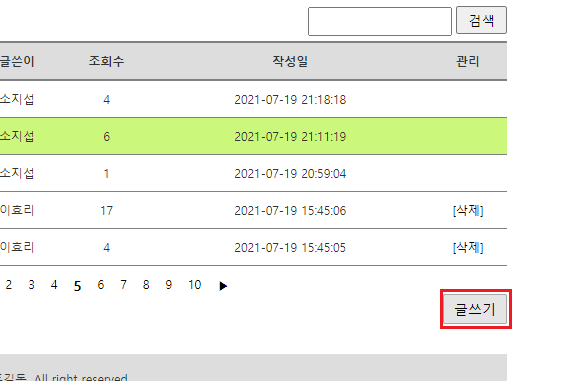 검색
글쓴이 조회수 작성일 관리
소지섭 4 2021-07-19 21:18:18
소지섭 6 2021-07-19 21:11:19
소지섭 1 2021-07-19 20:59:04
이효리 17 2021-07-19 15:45:06 [삭제]
이효리 4 2021-07-19 15:45:05 [삭제]
2 3 4 5 6 7 8 9 10 ▶
글쓰기
All right reserved